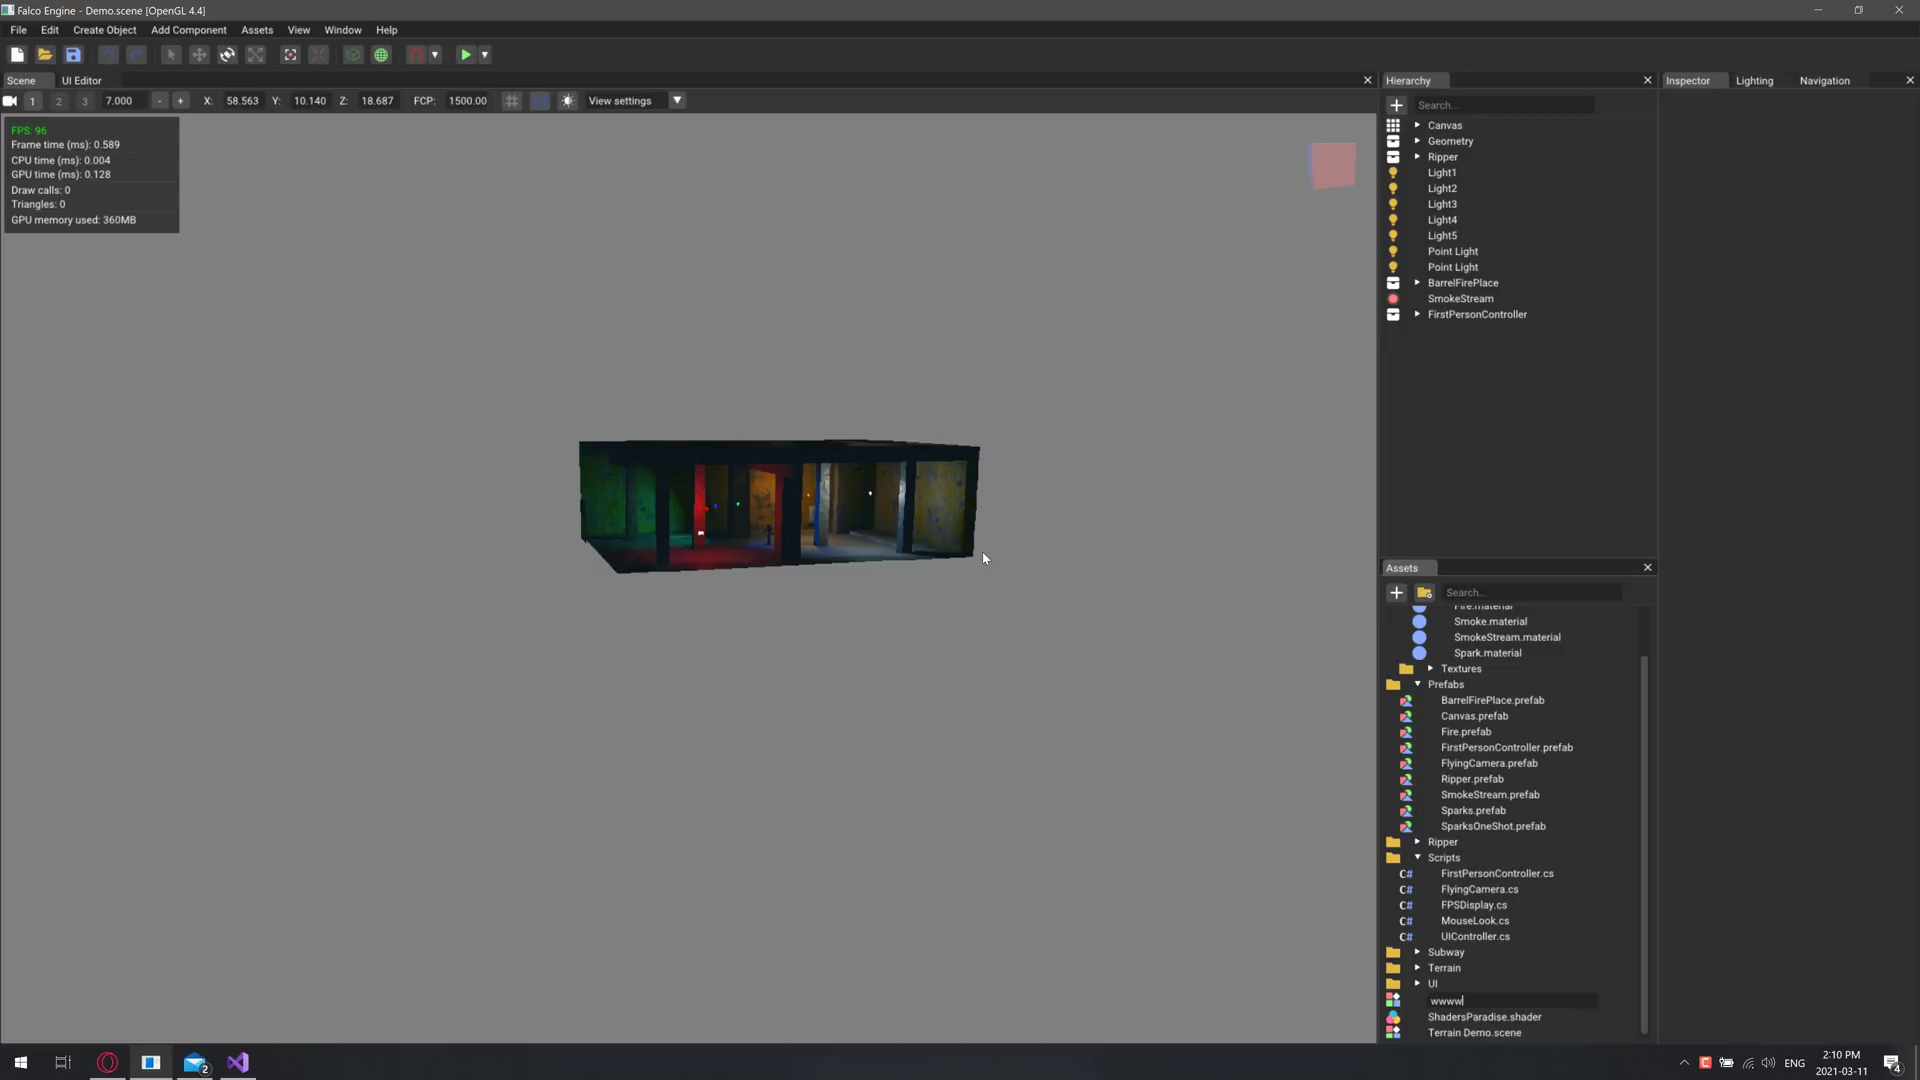 Falco Engine - Demo.scene [OpenGL 4.4]
File Edit Create Object Add Component Assets View Window Help
Scene UI Editor
1 2 3 7.000 - + X: 58.563 Y: 10.140 Z: 18.687 FCP: 1500.00 View settings
FPS: 96
Frame time (ms): 0.589
CPU time (ms): 0.004
GPU time (ms): 0.128
Draw calls: 0
Triangles: 0
GPU memory used: 360MB
Hierarchy
Search...
Canvas
Geometry
Ripper
Light1
Light2
Light3
Light4
Light5
Point Light
Point Light
BarrelFirePlace
SmokeStream
FirstPersonController
Inspector Lighting Navigation
Assets
Search...
Fire.material
Smoke.material
SmokeStream.material
Spark.material
Textures
Prefabs
BarrelFirePlace.prefab
Canvas.prefab
Fire.prefab
FirstPersonController.prefab
FlyingCamera.prefab
Ripper.prefab
SmokeStream.prefab
Sparks.prefab
SparksOneShot.prefab
Ripper
Scripts
C# FirstPersonController.cs
C# FlyingCamera.cs
C# FPSDisplay.cs
C# MouseLook.cs
C# UIController.cs
Subway
Terrain
UI
wwww
ShadersParadise.shader
Terrain Demo.scene
2
ENG
2:10 PM
2021-03-11
4